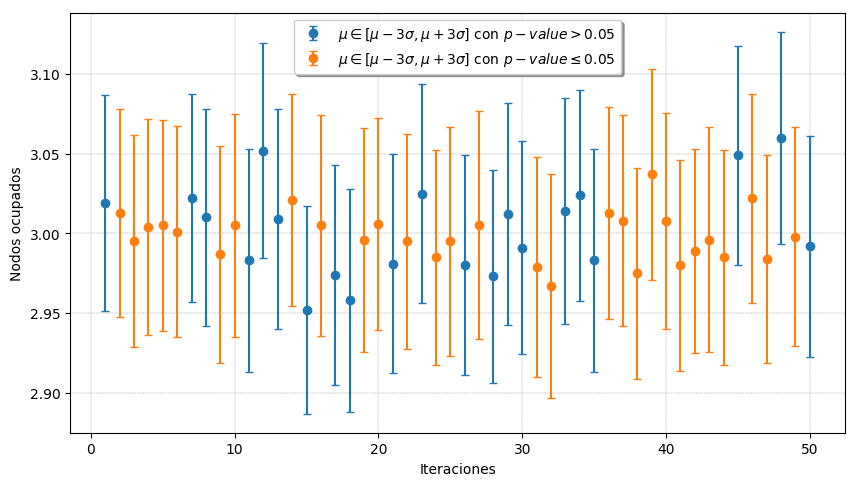 μ ∈ [μ − 3σ, μ + 3σ] con p − value > 0.05
μ ∈ [μ − 3σ, μ + 3σ] con p − value ≤ 0.05
Nodos ocupados
3.10
3.05
3.00
2.95
2.90
0 10 20 30 40 50
Iteraciones